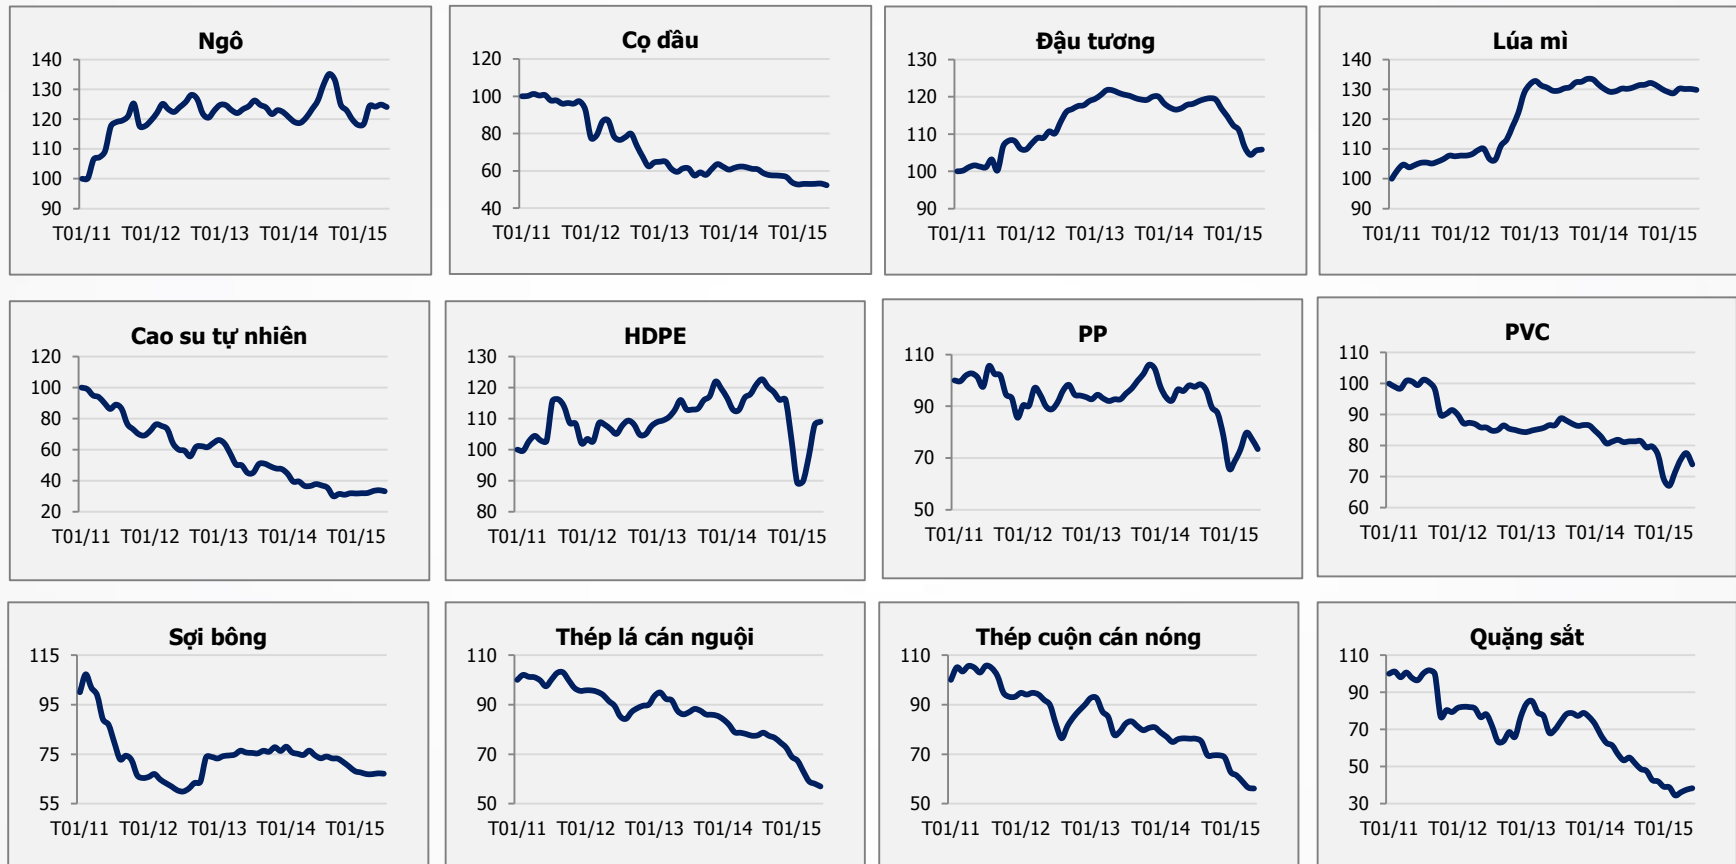 Ngô
140
130
120
110
100
90
T01/11 T01/12 T01/13 T01/14 T01/15
Cọ dầu
120
100
80
60
40
T01/11 T01/12 T01/13 T01/14 T01/15
Đậu tương
130
120
110
100
90
T01/11 T01/12 T01/13 T01/14 T01/15
Lúa mì
140
130
120
110
100
90
T01/11 T01/12 T01/13 T01/14 T01/15
Cao su tự nhiên
120
100
80
60
40
20
T01/11 T01/12 T01/13 T01/14 T01/15
HDPE
130
120
110
100
90
80
T01/11 T01/12 T01/13 T01/14 T01/15
PP
110
90
70
50
T01/11 T01/12 T01/13 T01/14 T01/15
PVC
110
100
90
80
70
60
T01/11 T01/12 T01/13 T01/14 T01/15
Sợi bông
115
95
75
55
T01/11 T01/12 T01/13 T01/14 T01/15
Thép lá cán nguội
110
90
70
50
T01/11 T01/12 T01/13 T01/14 T01/15
Thép cuộn cán nóng
110
90
70
50
T01/11 T01/12 T01/13 T01/14 T01/15
Quặng sắt
110
90
70
50
30
T01/11 T01/12 T01/13 T01/14 T01/15